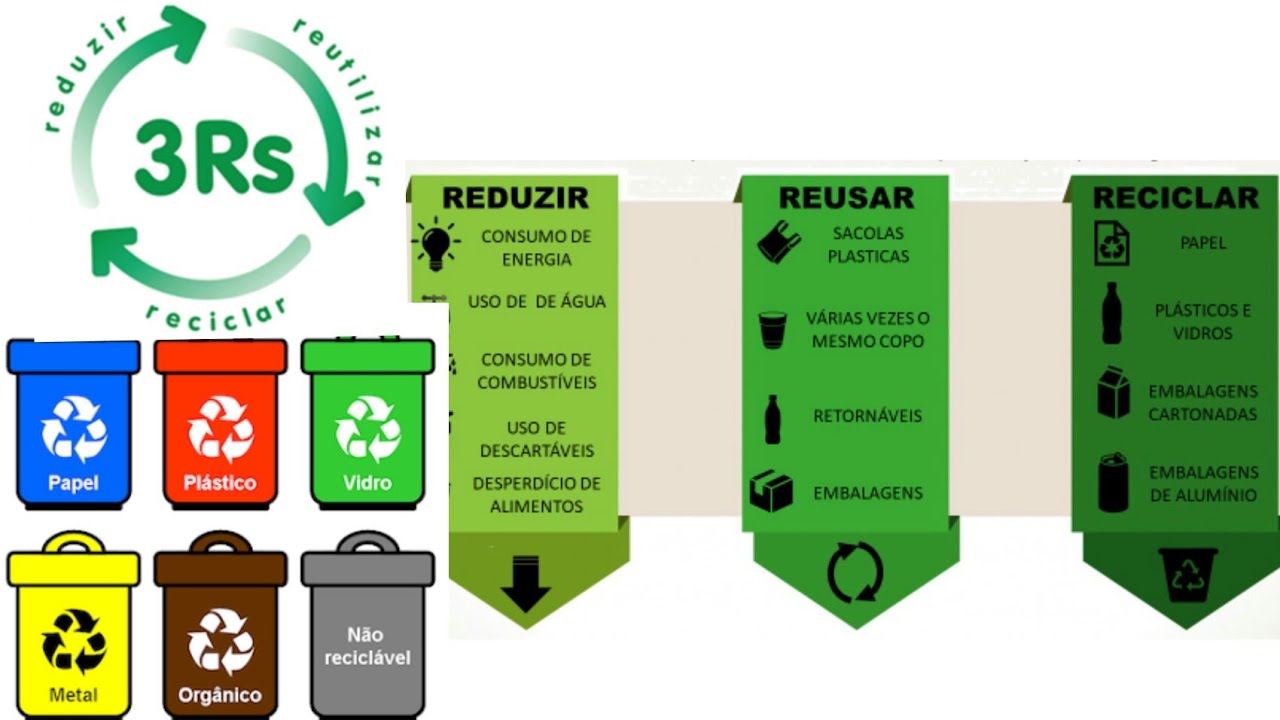 reduzir
reutilizar
3Rs
reciclar
Papel
Plástico
Vidro
Metal
Orgânico
Não
reciclável
REDUZIR
CONSUMO DE
ENERGIA
USO DE DE ÁGUA
CONSUMO DE
COMBUSTÍVEIS
USO DE
DESCARTÁVEIS
DESPERDÍCIO DE
ALIMENTOS
REUSAR
SACOLAS
PLASTICAS
VÁRIAS VEZES O
MESMO COPO
RETORNÁVEIS
EMBALAGENS
RECICLAR
PAPEL
PLÁSTICOS E
VIDROS
EMBALAGENS
CARTONADAS
EMBALAGENS
DE ALUMÍNIO